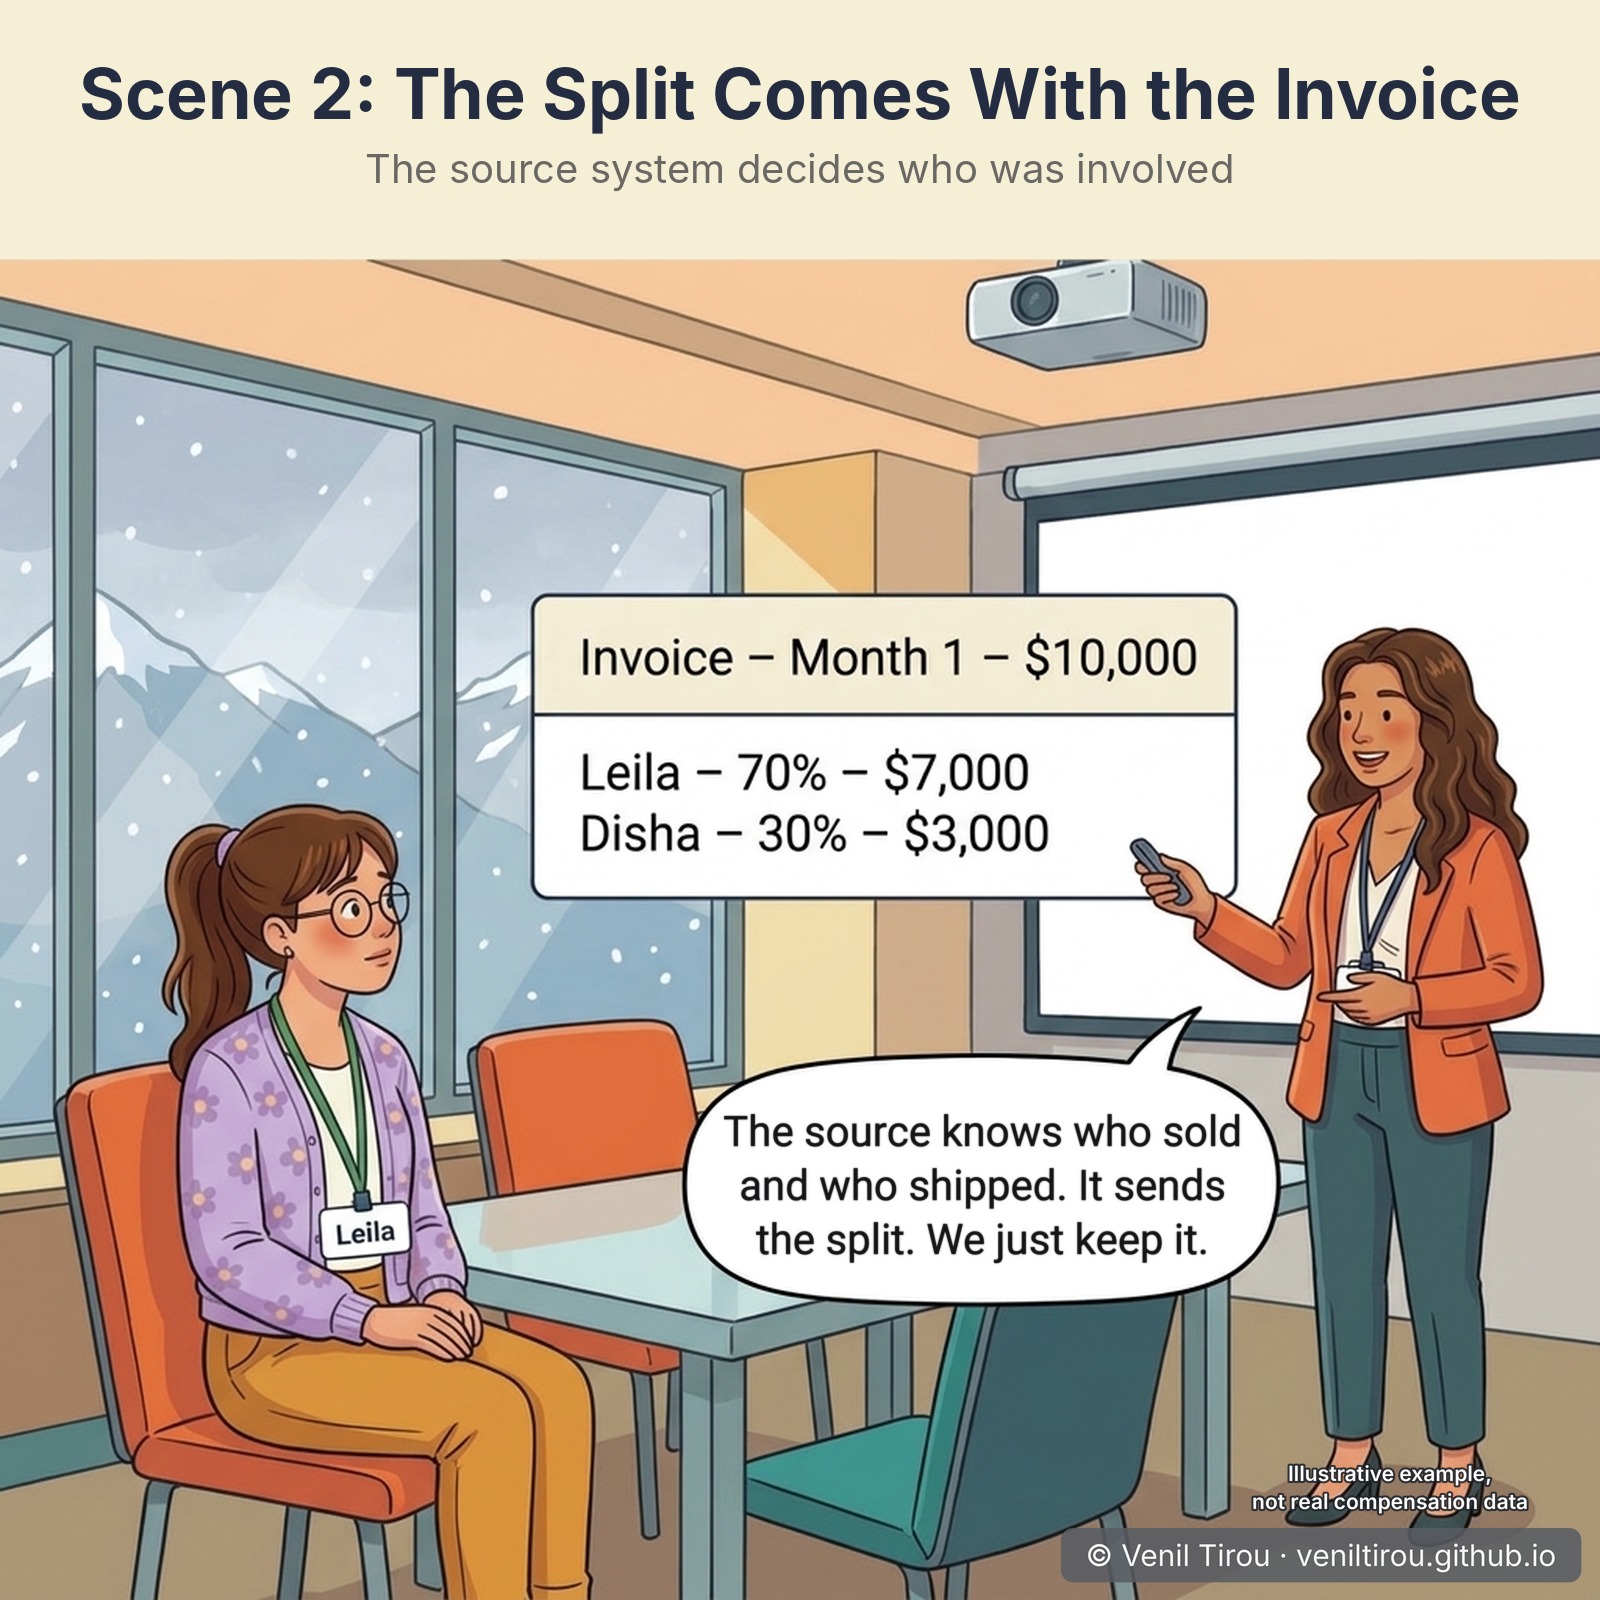 Scene 2: The Split Comes With the Invoice
The source system decides who was involved
Invoice – Month 1 – $10,000
Leila – 70% – $7,000
Disha – 30% – $3,000
The source knows who sold
and who shipped. It sends
the split. We just keep it.
Leila
Illustrative example,
not real compensation data
© Venil Tirou · veniltirou.github.io